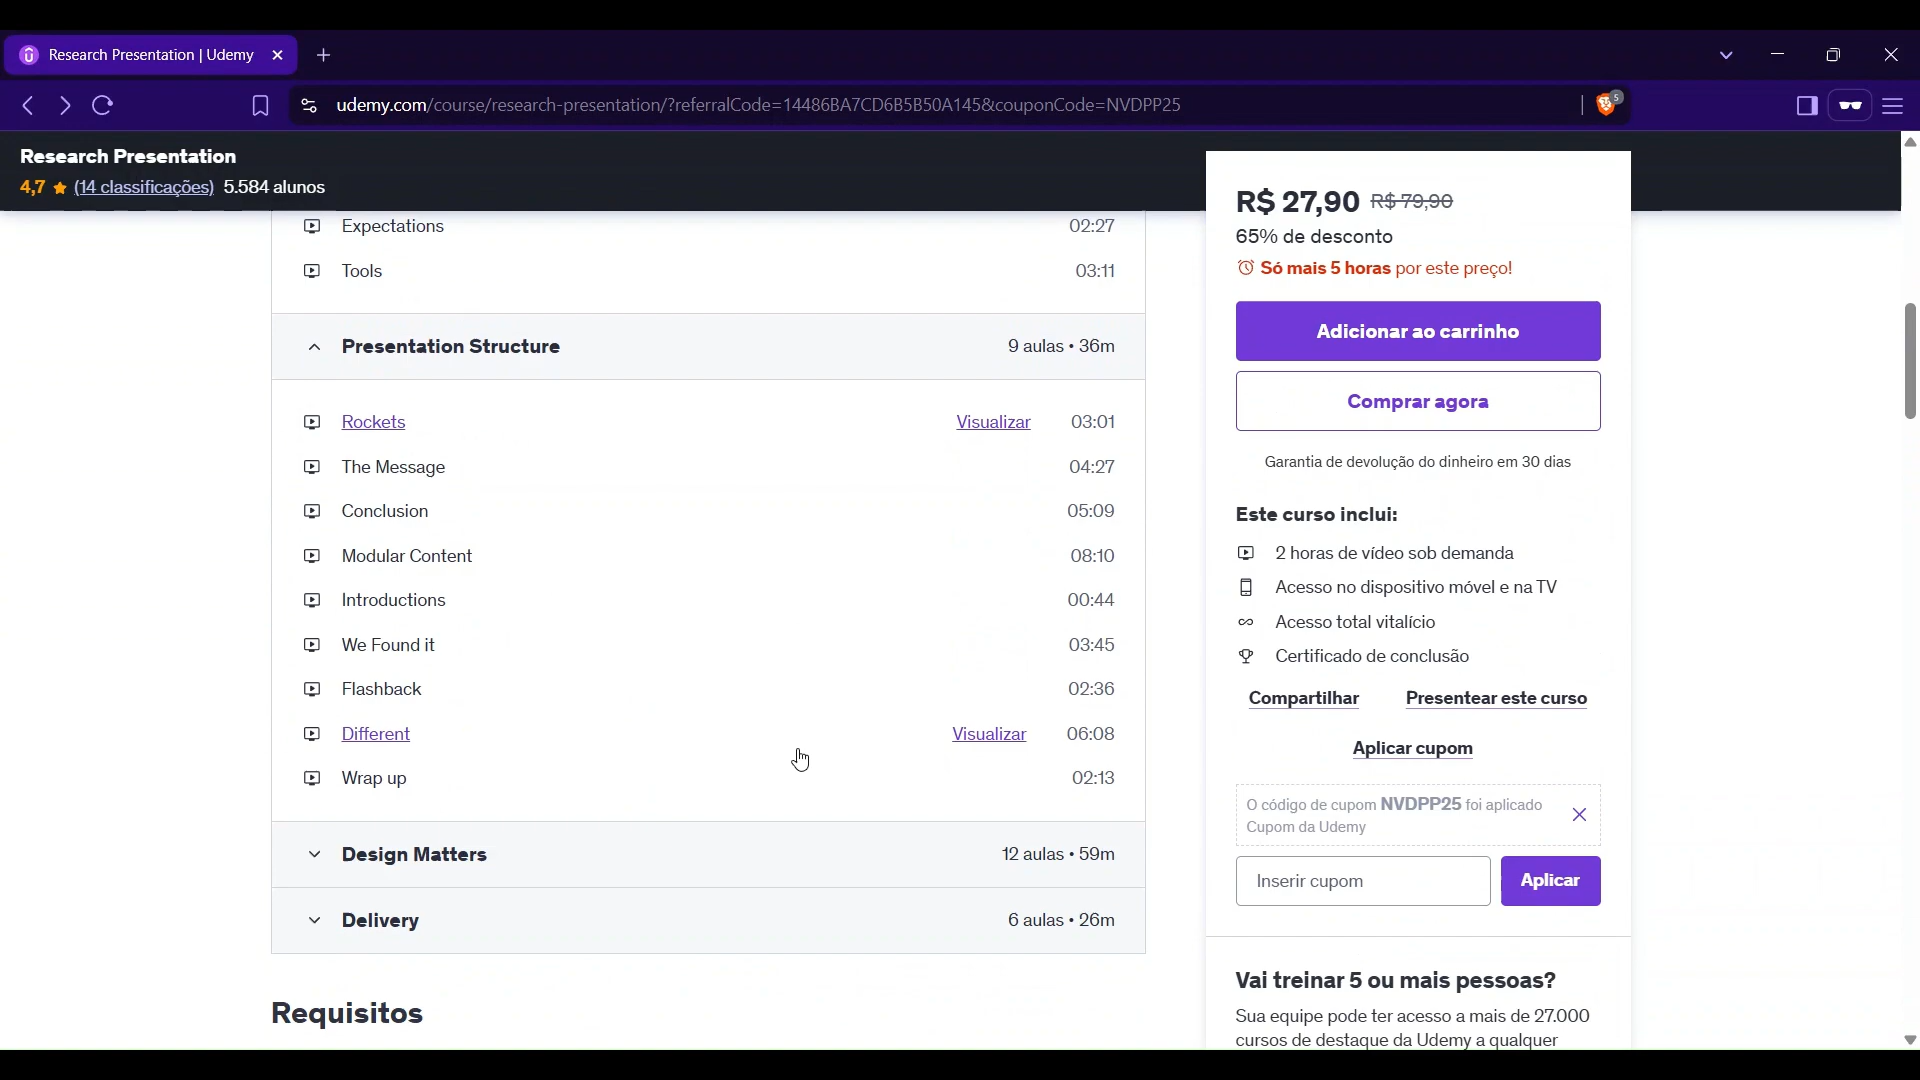 Research Presentation | Udemy
udemy.com/course/research-presentation/?referralCode=14486BA7CD6B5B50A145&couponCode=NVDPP25
5
Research Presentation
4,7 (14 classificações) 5.584 alunos
Expectations 02:27
Tools 03:11
Presentation Structure 9 aulas • 36m
Rockets Visualizar 03:01
The Message 04:27
Conclusion 05:09
Modular Content 08:10
Introductions 00:44
We Found it 03:45
Flashback 02:36
Different Visualizar 06:08
Wrap up 02:13
Design Matters 12 aulas • 59m
Delivery 6 aulas • 26m
Requisitos
R$ 27,90 R$ 79,90
65% de desconto
Só mais 5 horas por este preço!
Adicionar ao carrinho
Comprar agora
Garantia de devolução do dinheiro em 30 dias
Este curso inclui:
2 horas de vídeo sob demanda
Acesso no dispositivo móvel e na TV
Acesso total vitalício
Certificado de conclusão
Compartilhar Presentear este curso
Aplicar cupom
O código de cupom NVDPP25 foi aplicado
Cupom da Udemy
Inserir cupom Aplicar
Vai treinar 5 ou mais pessoas?
Sua equipe pode ter acesso a mais de 27.000
cursos de destaque da Udemy a qualquer